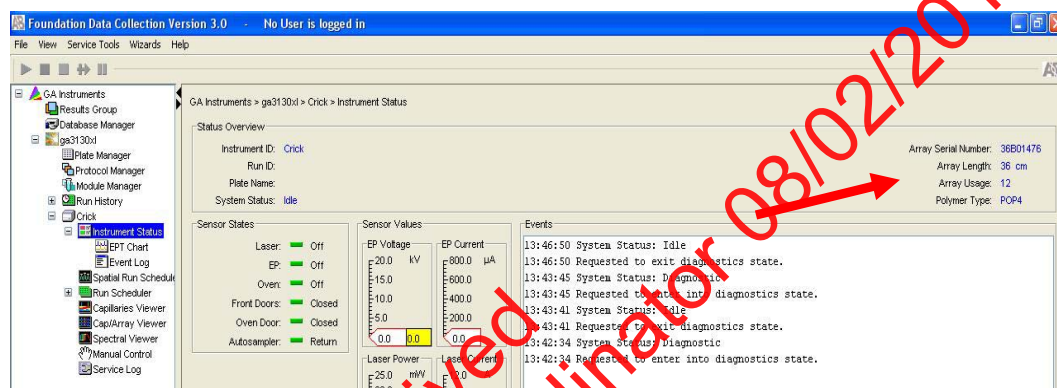 Foundation Data Collection Version 3.0 - No User is logged in
File View Service Tools Wizards Help
GA Instruments
Results Group
Database Manager
ga3130xl
Plate Manager
Protocol Manager
Module Manager
Run History
Crick
Instrument Status
EPT Chart
Event Log
Spatial Run Schedule
Run Scheduler
Capillaries Viewer
Cap/Array Viewer
Spectral Viewer
Manual Control
Service Log
GA Instruments > ga3130xl > Crick > Instrument Status
Status Overview
Instrument ID: Crick
Run ID:
Plate Name:
System Status: Idle
Array Serial Number: 36B01476
Array Length: 36 cm
Array Usage: 12
Polymer Type: POP4
Sensor States
Laser: Off
EP: Off
Oven: Off
Front Doors: Closed
Oven Door: Closed
Autosampler: Return
Sensor Values
EP Voltage
20.0 kV
15.0
10.0
5.0
0.0 0.0
EP Current
800.0 µA
600.0
400.0
200.0
0.0
Laser Power
25.0 mW
Laser Current
Events
13:46:50 System Status: Idle
13:46:50 Requested to exit diagnostics state.
13:43:45 System Status: Diagnostic
13:43:45 Requested to enter into diagnostics state.
13:43:41 System Status: Idle
13:43:41 Requested to exit diagnostics state.
13:42:34 System Status: Diagnostic
13:42:34 Requested to enter into diagnostics state.
08/02/201